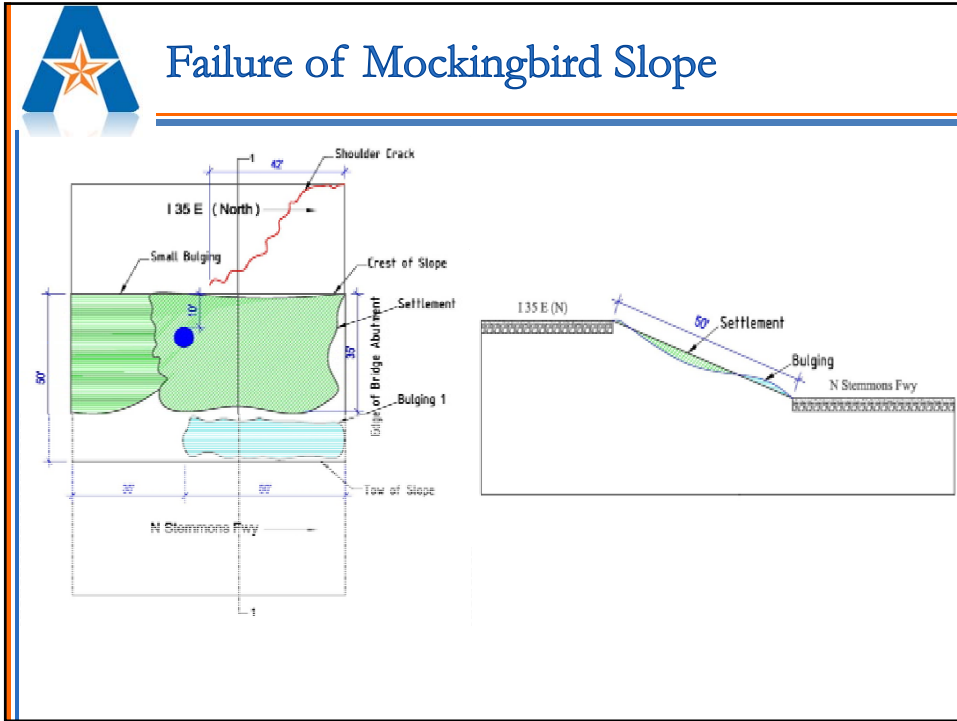 Failure of Mockingbird Slope
1
42'
Shoulder Crack
I 35 E (North)
Small Bulging
Crest of Slope
Settlement
10'
50'
35'
Edge of Bridge Abutment
Bulging 1
Tow of Slope
N Stemmons Fwy
1
I 35 E (N)
50'
Settlement
Bulging
N Stemmons Fwy